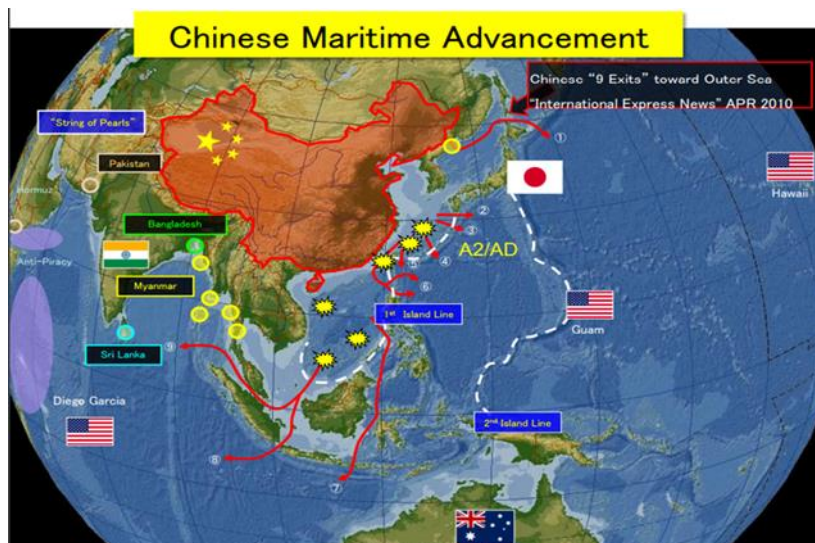 Chinese Maritime Advancement
Chinese “9 Exits” toward Outer Sea
“International Express News” APR 2010
“String of Pearls”
Pakistan
Hormuz
Bangladesh
Anti-Piracy
Myanmar
Sri Lanka
Diego Garcia
Hawaii
A2/AD
1st Island Line
Guam
2nd Island Line
①
②
③
④
⑤
⑥
⑨
⑧
⑦